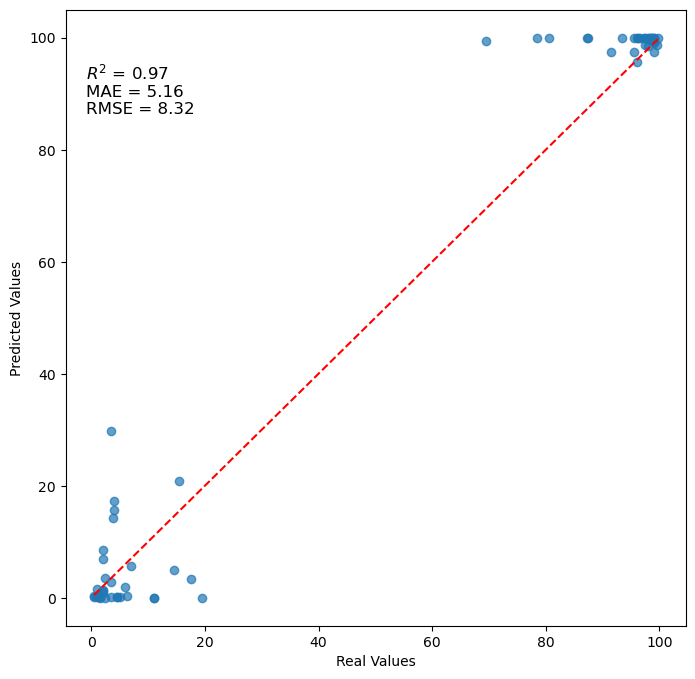 R² = 0.97
MAE = 5.16
RMSE = 8.32
100
80
60
40
20
0
Predicted Values
0 20 40 60 80 100
Real Values